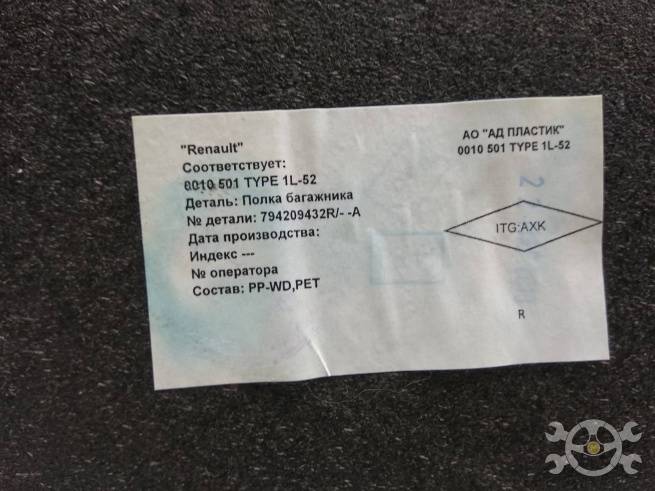 "Renault"
Соответствует:
6010 501 TYPE 1L-52
Деталь: Полка багажника
№ детали: 794209432R/- -A
Дата производства:
Индекс ---
№ оператора
Состав: PP-WD,PET
АО "АД ПЛАСТИК"
0010 501 TYPE 1L-52
ITG:AXK
R